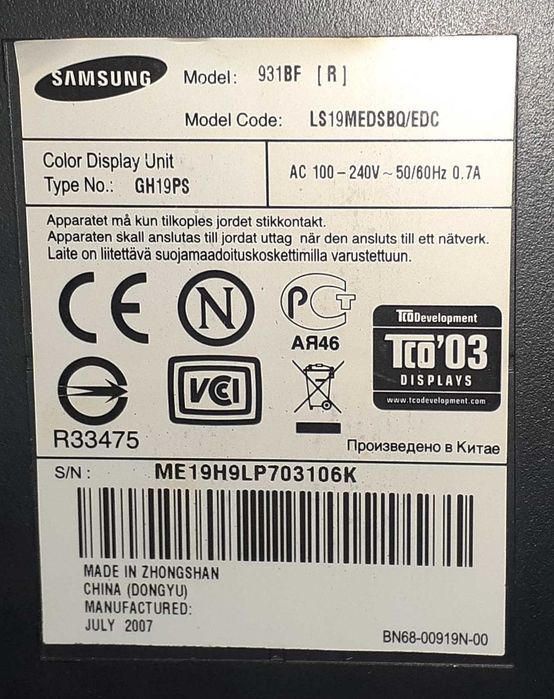 SAMSUNG
Model: 931BF [R]
Model Code: LS19MEDSBQ/EDC
Color Display Unit
Type No.: GH19PS
AC 100-240V~50/60Hz 0.7A
Apparatet må kun tilkoples jordet stikkontakt.
Apparaten skall anslutas till jordat uttag när den ansluts till ett nätverk.
Laite on liitettävä suojamaadoituskoskettimilla varustettuun.
CE
N
РСТ
АЯ46
TCO Development
TCO'03
DISPLAYS
www.tcodevelopment.com
R33475
VCCI
Произведено в Китае
S/N: ME19H9LP703106K
MADE IN ZHONGSHAN
CHINA (DONGYU)
MANUFACTURED:
JULY 2007
BN68-00919N-00